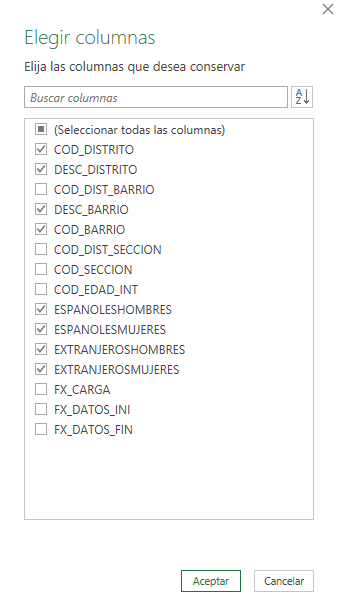 Elegir columnas
Elija las columnas que desea conservar
Buscar columnas
(Seleccionar todas las columnas)
COD_DISTRITO
DESC_DISTRITO
COD_DIST_BARRIO
DESC_BARRIO
COD_BARRIO
COD_DIST_SECCION
COD_SECCION
COD_EDAD_INT
ESPANOLESHOMBRES
ESPANOLESMUJERES
EXTRANJEROSHOMBRES
EXTRANJEROSMUJERES
FX_CARGA
FX_DATOS_INI
FX_DATOS_FIN
Aceptar Cancelar